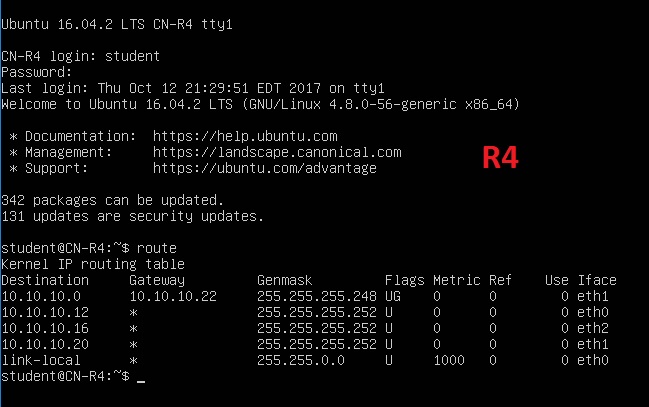 Ubuntu 16.04.2 LTS CN-R4 tty1
CN-R4 login: student
Password:
Last login: Thu Oct 12 21:29:51 EDT 2017 on tty1
Welcome to Ubuntu 16.04.2 LTS (GNU/Linux 4.8.0-56-generic x86_64)
* Documentation:  https://help.ubuntu.com
* Management:     https://landscape.canonical.com
* Support:        https://ubuntu.com/advantage
R4
342 packages can be updated.
131 updates are security updates.
student@CN-R4:~$ route
Kernel IP routing table
Destination     Gateway         Genmask         Flags Metric Ref    Use Iface
10.10.10.0      10.10.10.22     255.255.255.248 UG    0      0        0 eth1
10.10.10.12     *               255.255.255.252 U     0      0        0 eth0
10.10.10.16     *               255.255.255.252 U     0      0        0 eth2
10.10.10.20     *               255.255.255.252 U     0      0        0 eth1
link-local      *               255.255.0.0     U     1000   0        0 eth0
student@CN-R4:~$ _